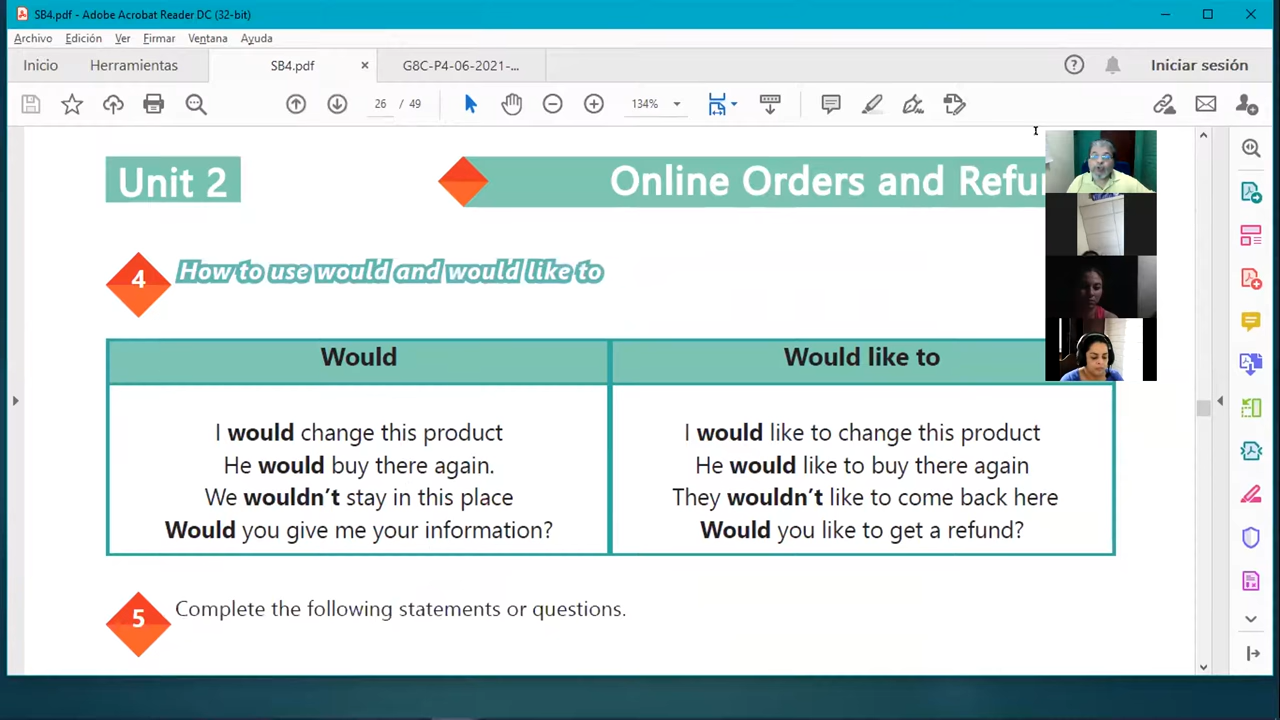 SB4.pdf - Adobe Acrobat Reader DC (32-bit)
Archivo Edición Ver Firmar Ventana Ayuda
Inicio Herramientas SB4.pdf × G8C-P4-06-2021-... Iniciar sesión
26 / 49 134%
Unit 2 Online Orders and Refu
4 How to use would and would like to
Would
I would change this product
He would buy there again.
We wouldn't stay in this place
Would you give me your information?
Would like to
I would like to change this product
He would like to buy there again
They wouldn't like to come back here
Would you like to get a refund?
5 Complete the following statements or questions.